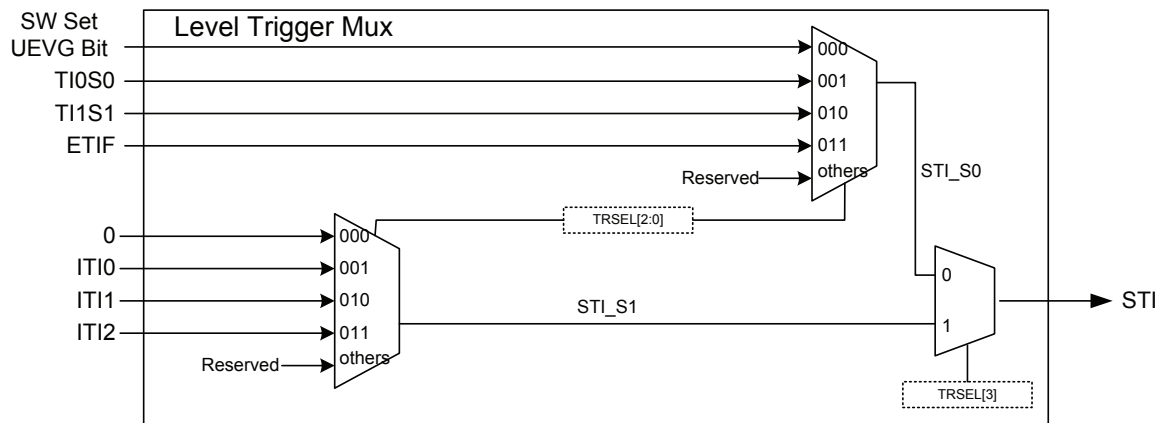 SW Set
UEVG Bit
Level Trigger Mux
000
TI0S0
001
TI1S1
010
ETIF
011
Reserved
others
STI_S0
TRSEL[2:0]
0
000
ITI0
001
ITI1
010
ITI2
011
Reserved
others
STI_S1
0
1
STI
TRSEL[3]